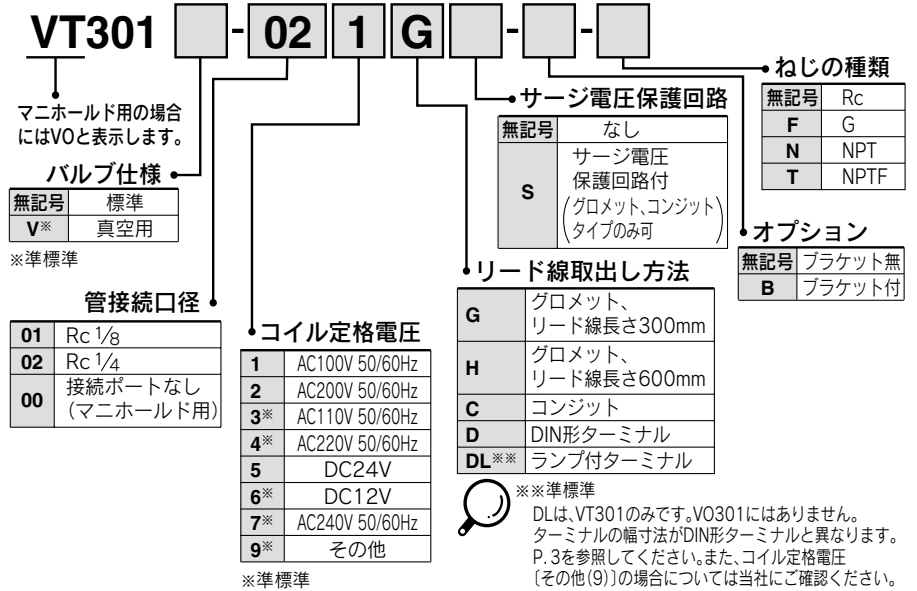 VT301 - 02 1 G - -
マニホールド用の場合
にはVOと表示します。
バルブ仕様
無記号 標準
V※ 真空用
※準標準
管接続口径
01 Rc 1/8
02 Rc 1/4
00 接続ポートなし
(マニホールド用)
コイル定格電圧
1 AC100V 50/60Hz
2 AC200V 50/60Hz
3※ AC110V 50/60Hz
4※ AC220V 50/60Hz
5 DC24V
6※ DC12V
7※ AC240V 50/60Hz
9※ その他
※準標準
リード線取出し方法
G グロメット、
リード線長さ300mm
H グロメット、
リード線長さ600mm
C コンジット
D DIN形ターミナル
DL※※ ランプ付ターミナル
※※準標準
DLは、VT301のみです。VO301にはありません。
ターミナルの幅寸法がDIN形ターミナルと異なります。
P. 3を参照してください。また、コイル定格電圧
〔その他(9)〕の場合については当社にご確認ください。
サージ電圧保護回路
無記号 なし
S サージ電圧
保護回路付
(グロメット、コンジット
タイプのみ可)
オプション
無記号 ブラケット無
B ブラケット付
ねじの種類
無記号 Rc
F G
N NPT
T NPTF